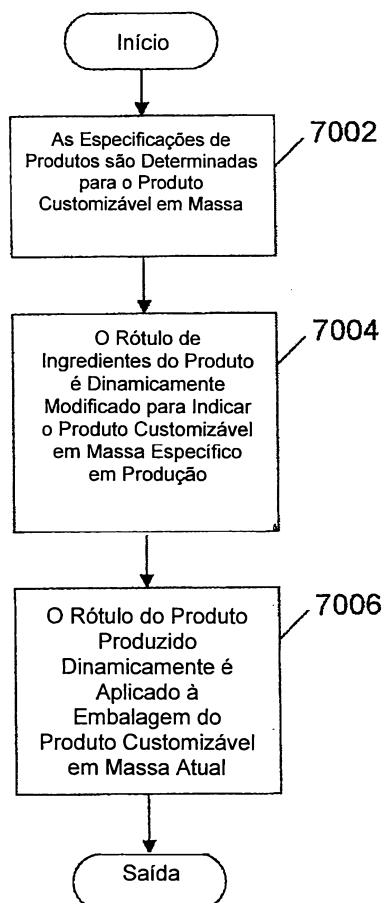 Início
As Especificações de
Produtos são Determinadas
para o Produto
Customizável em Massa
7002
O Rótulo de
Ingredientes do Produto
é Dinamicamente
Modificado para Indicar
o Produto Customizável
em Massa Específico
em Produção
7004
O Rótulo do Produto
Produzido
Dinamicamente é
Aplicado à
Embalagem do
Produto Customizável
em Massa Atual
7006
Saída